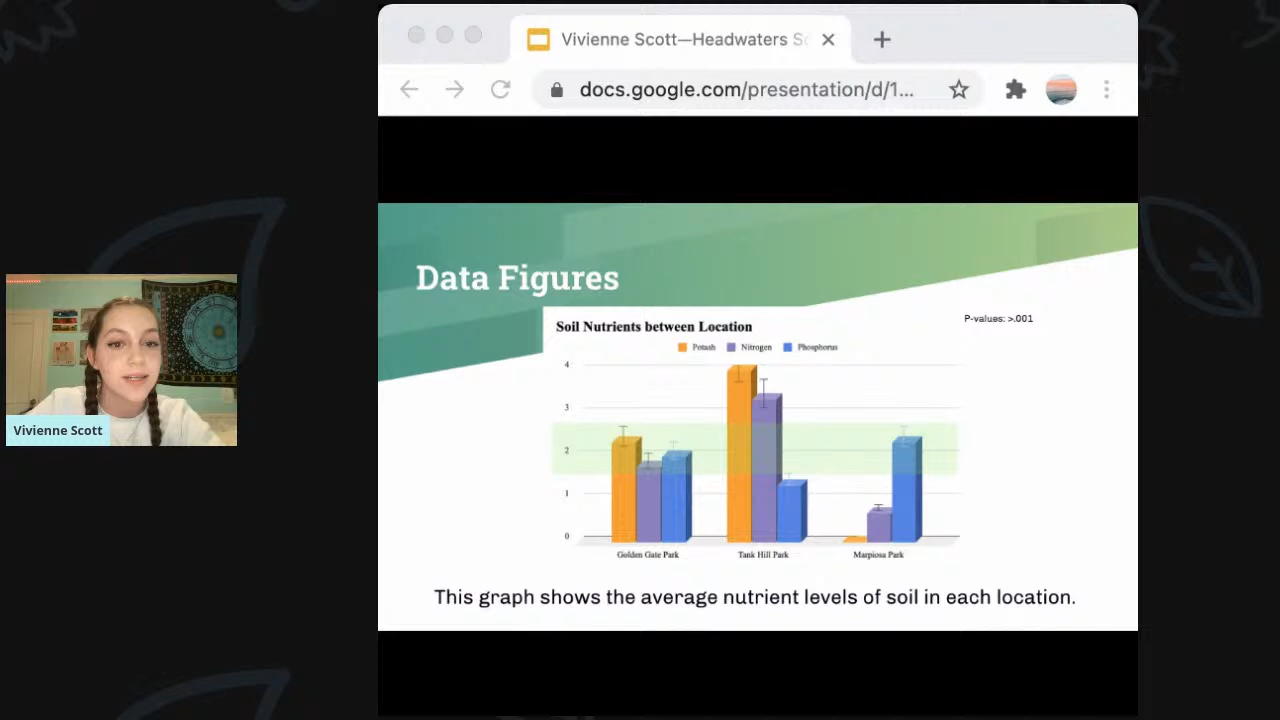 Vivienne Scott—Headwaters Sc
docs.google.com/presentation/d/1...
Data Figures
Soil Nutrients between Location
P-values: >.001
Potash Nitrogen Phosphorus
4
3
2
1
0
Golden Gate Park Tank Hill Park Marpiosa Park
This graph shows the average nutrient levels of soil in each location.
Vivienne Scott